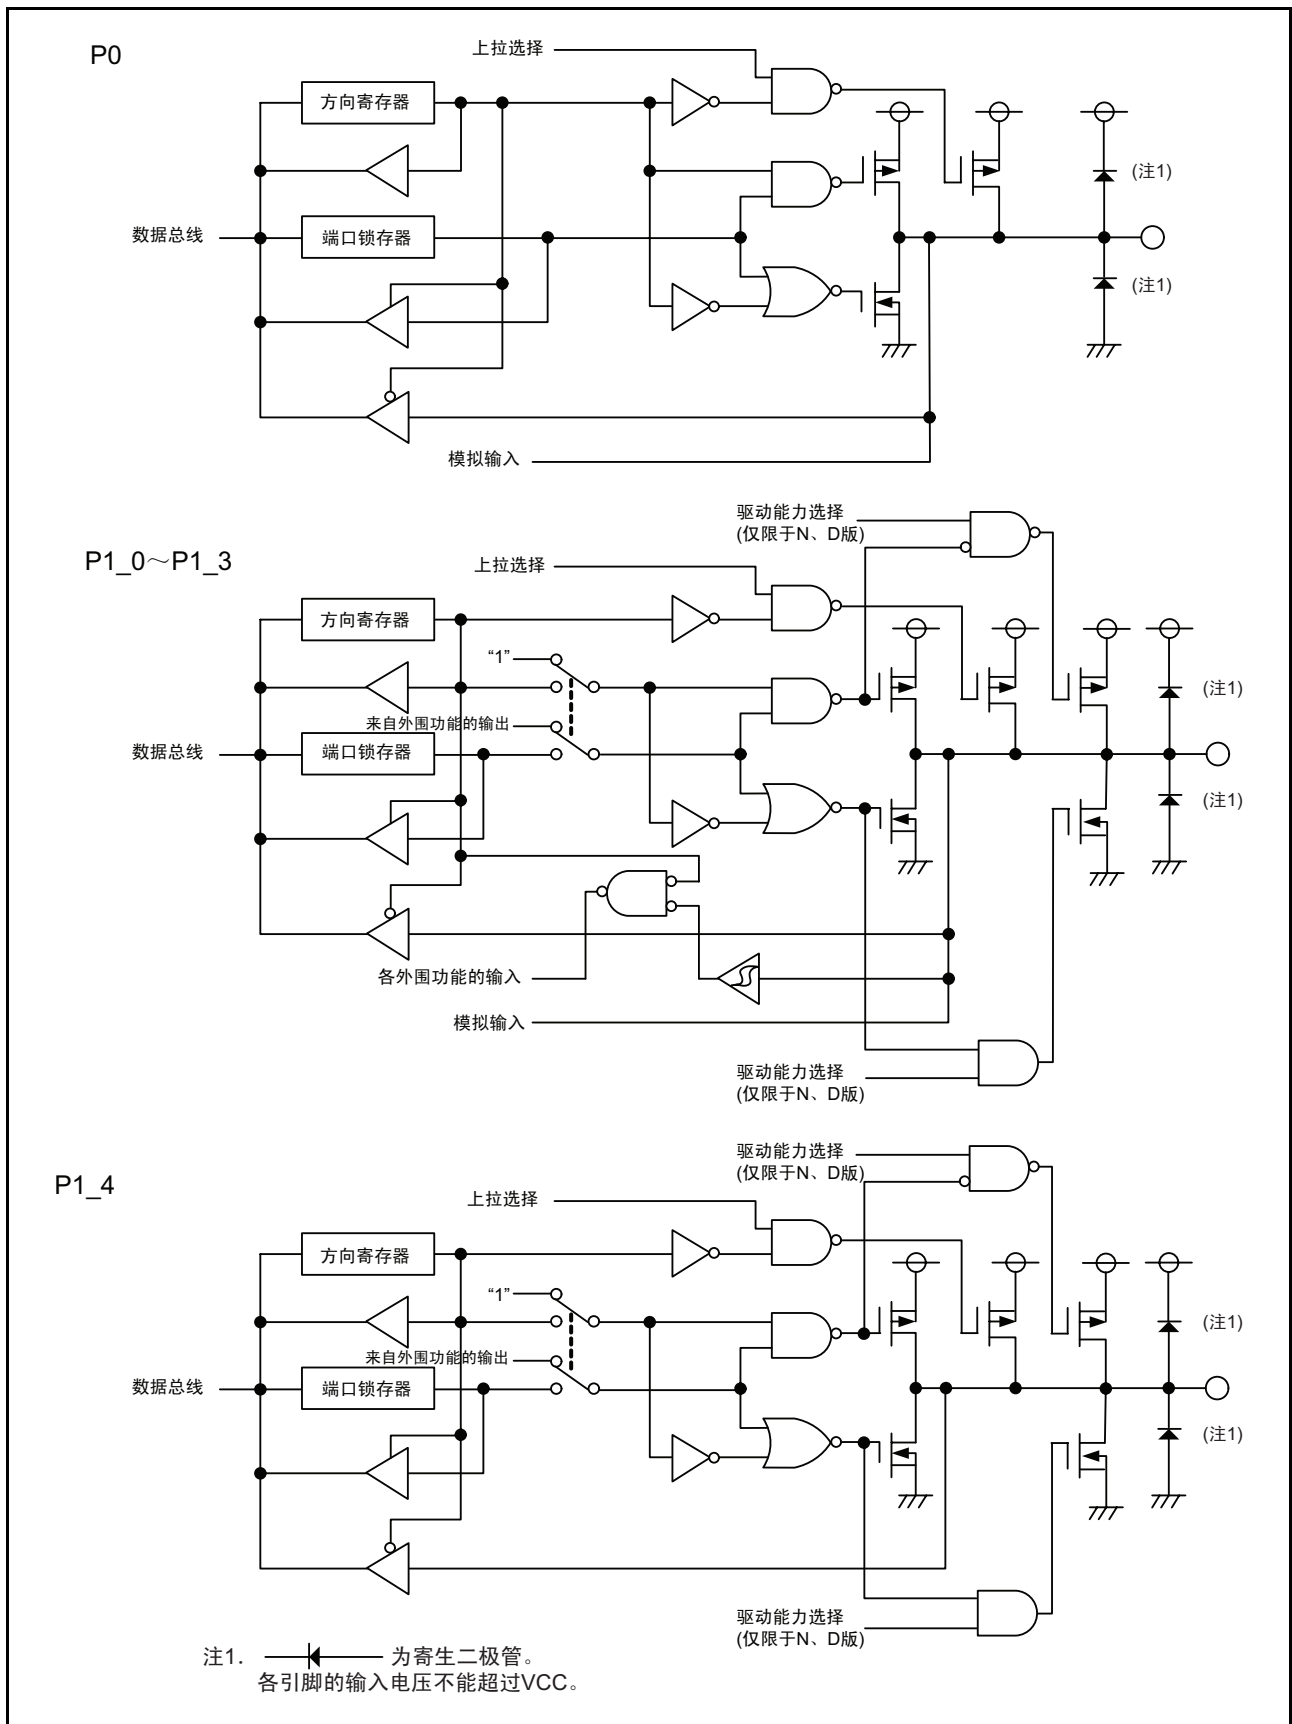 P0
上拉选择
方向寄存器
(注1)
数据总线
端口锁存器
(注1)
模拟输入
驱动能力选择
(仅限于N、D版)
P1_0～P1_3
上拉选择
方向寄存器
“1”
(注1)
来自外围功能的输出
数据总线
端口锁存器
(注1)
各外围功能的输入
模拟输入
驱动能力选择
(仅限于N、D版)
驱动能力选择
(仅限于N、D版)
P1_4
上拉选择
方向寄存器
“1”
(注1)
来自外围功能的输出
数据总线
端口锁存器
(注1)
驱动能力选择
(仅限于N、D版)
注1. 为寄生二极管。
各引脚的输入电压不能超过VCC。